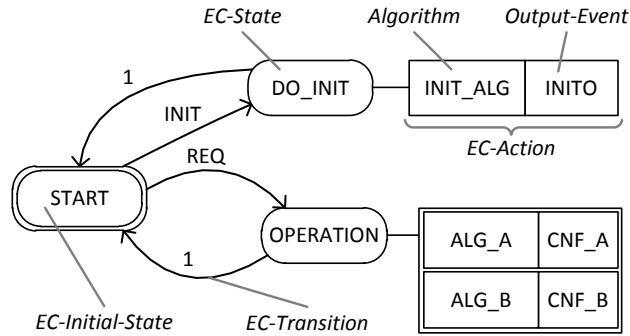 EC-State
Algorithm
Output-Event
1
DO_INIT
INIT_ALG
INITO
INIT
EC-Action
REQ
START
OPERATION
ALG_A
CNF_A
1
ALG_B
CNF_B
EC-Initial-State
EC-Transition